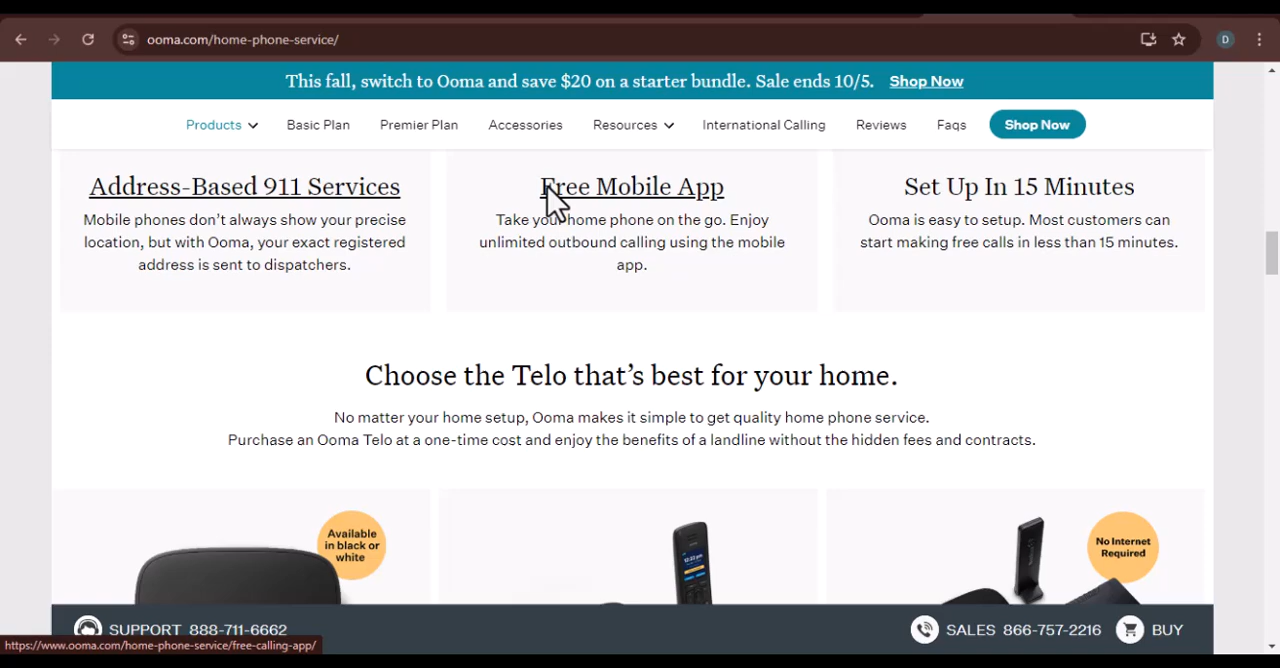 ooma.com/home-phone-service/
D
This fall, switch to Ooma and save $20 on a starter bundle. Sale ends 10/5. Shop Now
Products Basic Plan Premier Plan Accessories Resources International Calling Reviews Faqs Shop Now
Address-Based 911 Services
Mobile phones don't always show your precise
location, but with Ooma, your exact registered
address is sent to dispatchers.
Free Mobile App
Take your home phone on the go. Enjoy
unlimited outbound calling using the mobile
app.
Set Up In 15 Minutes
Ooma is easy to setup. Most customers can
start making free calls in less than 15 minutes.
Choose the Telo that's best for your home.
No matter your home setup, Ooma makes it simple to get quality home phone service.
Purchase an Ooma Telo at a one-time cost and enjoy the benefits of a landline without the hidden fees and contracts.
Available
in black or
white
No Internet
Required
SUPPORT 888-711-6662
SALES 866-757-2216
BUY
https://www.ooma.com/home-phone-service/free-calling-app/